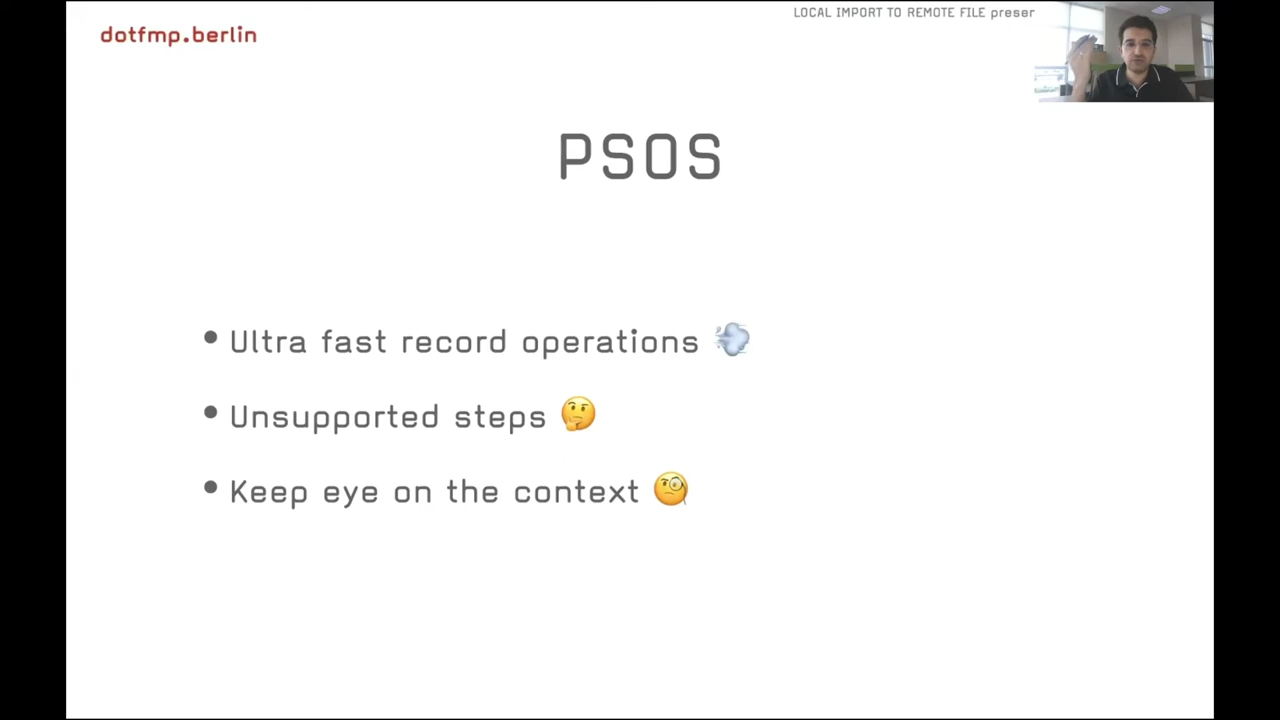 dotfmp.berlin
LOCAL IMPORT TO REMOTE FILE preser
PSOS
• Ultra fast record operations 💨
• Unsupported steps 🤔
• Keep eye on the context 🧐